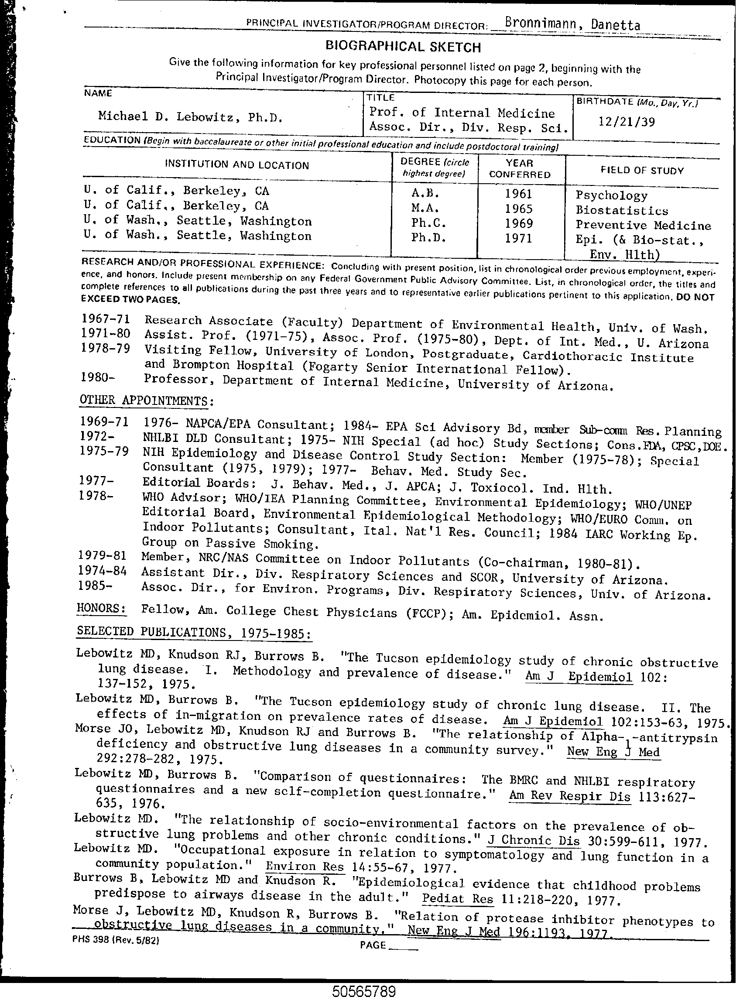 PRINCIPAL INVESTIGATOR/PROGRAM DIRECTOR: Bronnimann, Danetta
BIOGRAPHICAL SKETCH
Give the following information for key professional personnel listed on page 2, beginning with the
Principal Investigator/Program Director. Photocopy this page for each person.
NAME TITLE BIRTHDATE (Mo., Day, Yr.)
Michael D. Lebowitz, Ph.D. Prof. of Internal Medicine 12/21/39
Assoc. Dir., Div. Resp. Sci.
EDUCATION (Begin with baccalaureate or other initial professional education and include postdoctoral training)
INSTITUTION AND LOCATION DEGREE (circle highest degree) YEAR CONFERRED FIELD OF STUDY
U. of Calif., Berkeley, CA A.B. 1961 Psychology
U. of Calif., Berkeley, CA M.A. 1965 Biostatistics
U. of Wash., Seattle, Washington Ph.C. 1969 Preventive Medicine
U. of Wash., Seattle, Washington Ph.D. 1971 Epi. (& Bio-stat.,
Env. Hlth)
RESEARCH AND/OR PROFESSIONAL EXPERIENCE: Concluding with present position, list in chronological order previous employment, experi-
ence, and honors. Include present membership on any Federal Government Public Advisory Committee. List, in chronological order, the titles and
complete references to all publications during the past three years and to representative earlier publications pertinent to this application. DO NOT
EXCEED TWO PAGES.
1967-71 Research Associate (Faculty) Department of Environmental Health, Univ. of Wash.
1971-80 Assist. Prof. (1971-75), Assoc. Prof. (1975-80), Dept. of Int. Med., U. Arizona
1978-79 Visiting Fellow, University of London, Postgraduate, Cardiothoracic Institute
and Brompton Hospital (Fogarty Senior International Fellow).
1980- Professor, Department of Internal Medicine, University of Arizona.
OTHER APPOINTMENTS:
1969-71 1976- NAPCA/EPA Consultant; 1984- EPA Sci Advisory Bd, member Sub-comm Res. Planning
1972- NHLBI DLD Consultant; 1975- NIH Special (ad hoc) Study Sections; Cons.FDA, CPSC,DOE.
1975-79 NIH Epidemiology and Disease Control Study Section: Member (1975-78); Special
Consultant (1975, 1979); 1977- Behav. Med. Study Sec.
1977- Editorial Boards: J. Behav. Med., J. APCA; J. Toxiocol. Ind. Hlth.
1978- WHO Advisor; WHO/IEA Planning Committee, Environmental Epidemiology; WHO/UNEP
Editorial Board, Environmental Epidemiological Methodology; WHO/EURO Comm. on
Indoor Pollutants; Consultant, Ital. Nat'l Res. Council; 1984 IARC Working Ep.
Group on Passive Smoking.
1979-81 Member, NRC/NAS Committee on Indoor Pollutants (Co-chairman, 1980-81).
1974-84 Assistant Dir., Div. Respiratory Sciences and SCOR, University of Arizona.
1985- Assoc. Dir., for Environ. Programs, Div. Respiratory Sciences, Univ. of Arizona.
HONORS: Fellow, Am. College Chest Physicians (FCCP); Am. Epidemiol. Assn.
SELECTED PUBLICATIONS, 1975-1985:
Lebowitz MD, Knudson RJ, Burrows B. "The Tucson epidemiology study of chronic obstructive
lung disease. I. Methodology and prevalence of disease." Am J Epidemiol 102:
137-152, 1975.
Lebowitz MD, Burrows B. "The Tucson epidemiology study of chronic lung disease. II. The
effects of in-migration on prevalence rates of disease. Am J Epidemiol 102:153-63, 1975.
Morse JO, Lebowitz MD, Knudson RJ and Burrows B. "The relationship of Alpha-1-antitrypsin
deficiency and obstructive lung diseases in a community survey." New Eng J Med
292:278-282, 1975.
Lebowitz MD, Burrows B. "Comparison of questionnaires: The BMRC and NHLBI respiratory
questionnaires and a new self-completion questionnaire." Am Rev Respir Dis 113:627-
635, 1976.
Lebowitz MD. "The relationship of socio-environmental factors on the prevalence of ob-
structive lung problems and other chronic conditions." J Chronic Dis 30:599-611, 1977.
Lebowitz MD. "Occupational exposure in relation to symptomatology and lung function in a
community population." Environ Res 14:55-67, 1977.
Burrows B, Lebowitz MD and Knudson R. "Epidemiological evidence that childhood problems
predispose to airways disease in the adult." Pediat Res 11:218-220, 1977.
Morse J, Lebowitz MD, Knudson R, Burrows B. "Relation of protease inhibitor phenotypes to
obstructive lung diseases in a community." New Eng J Med 196:1193, 1977.
PHS 398 (Rev. 5/82) PAGE
50565789